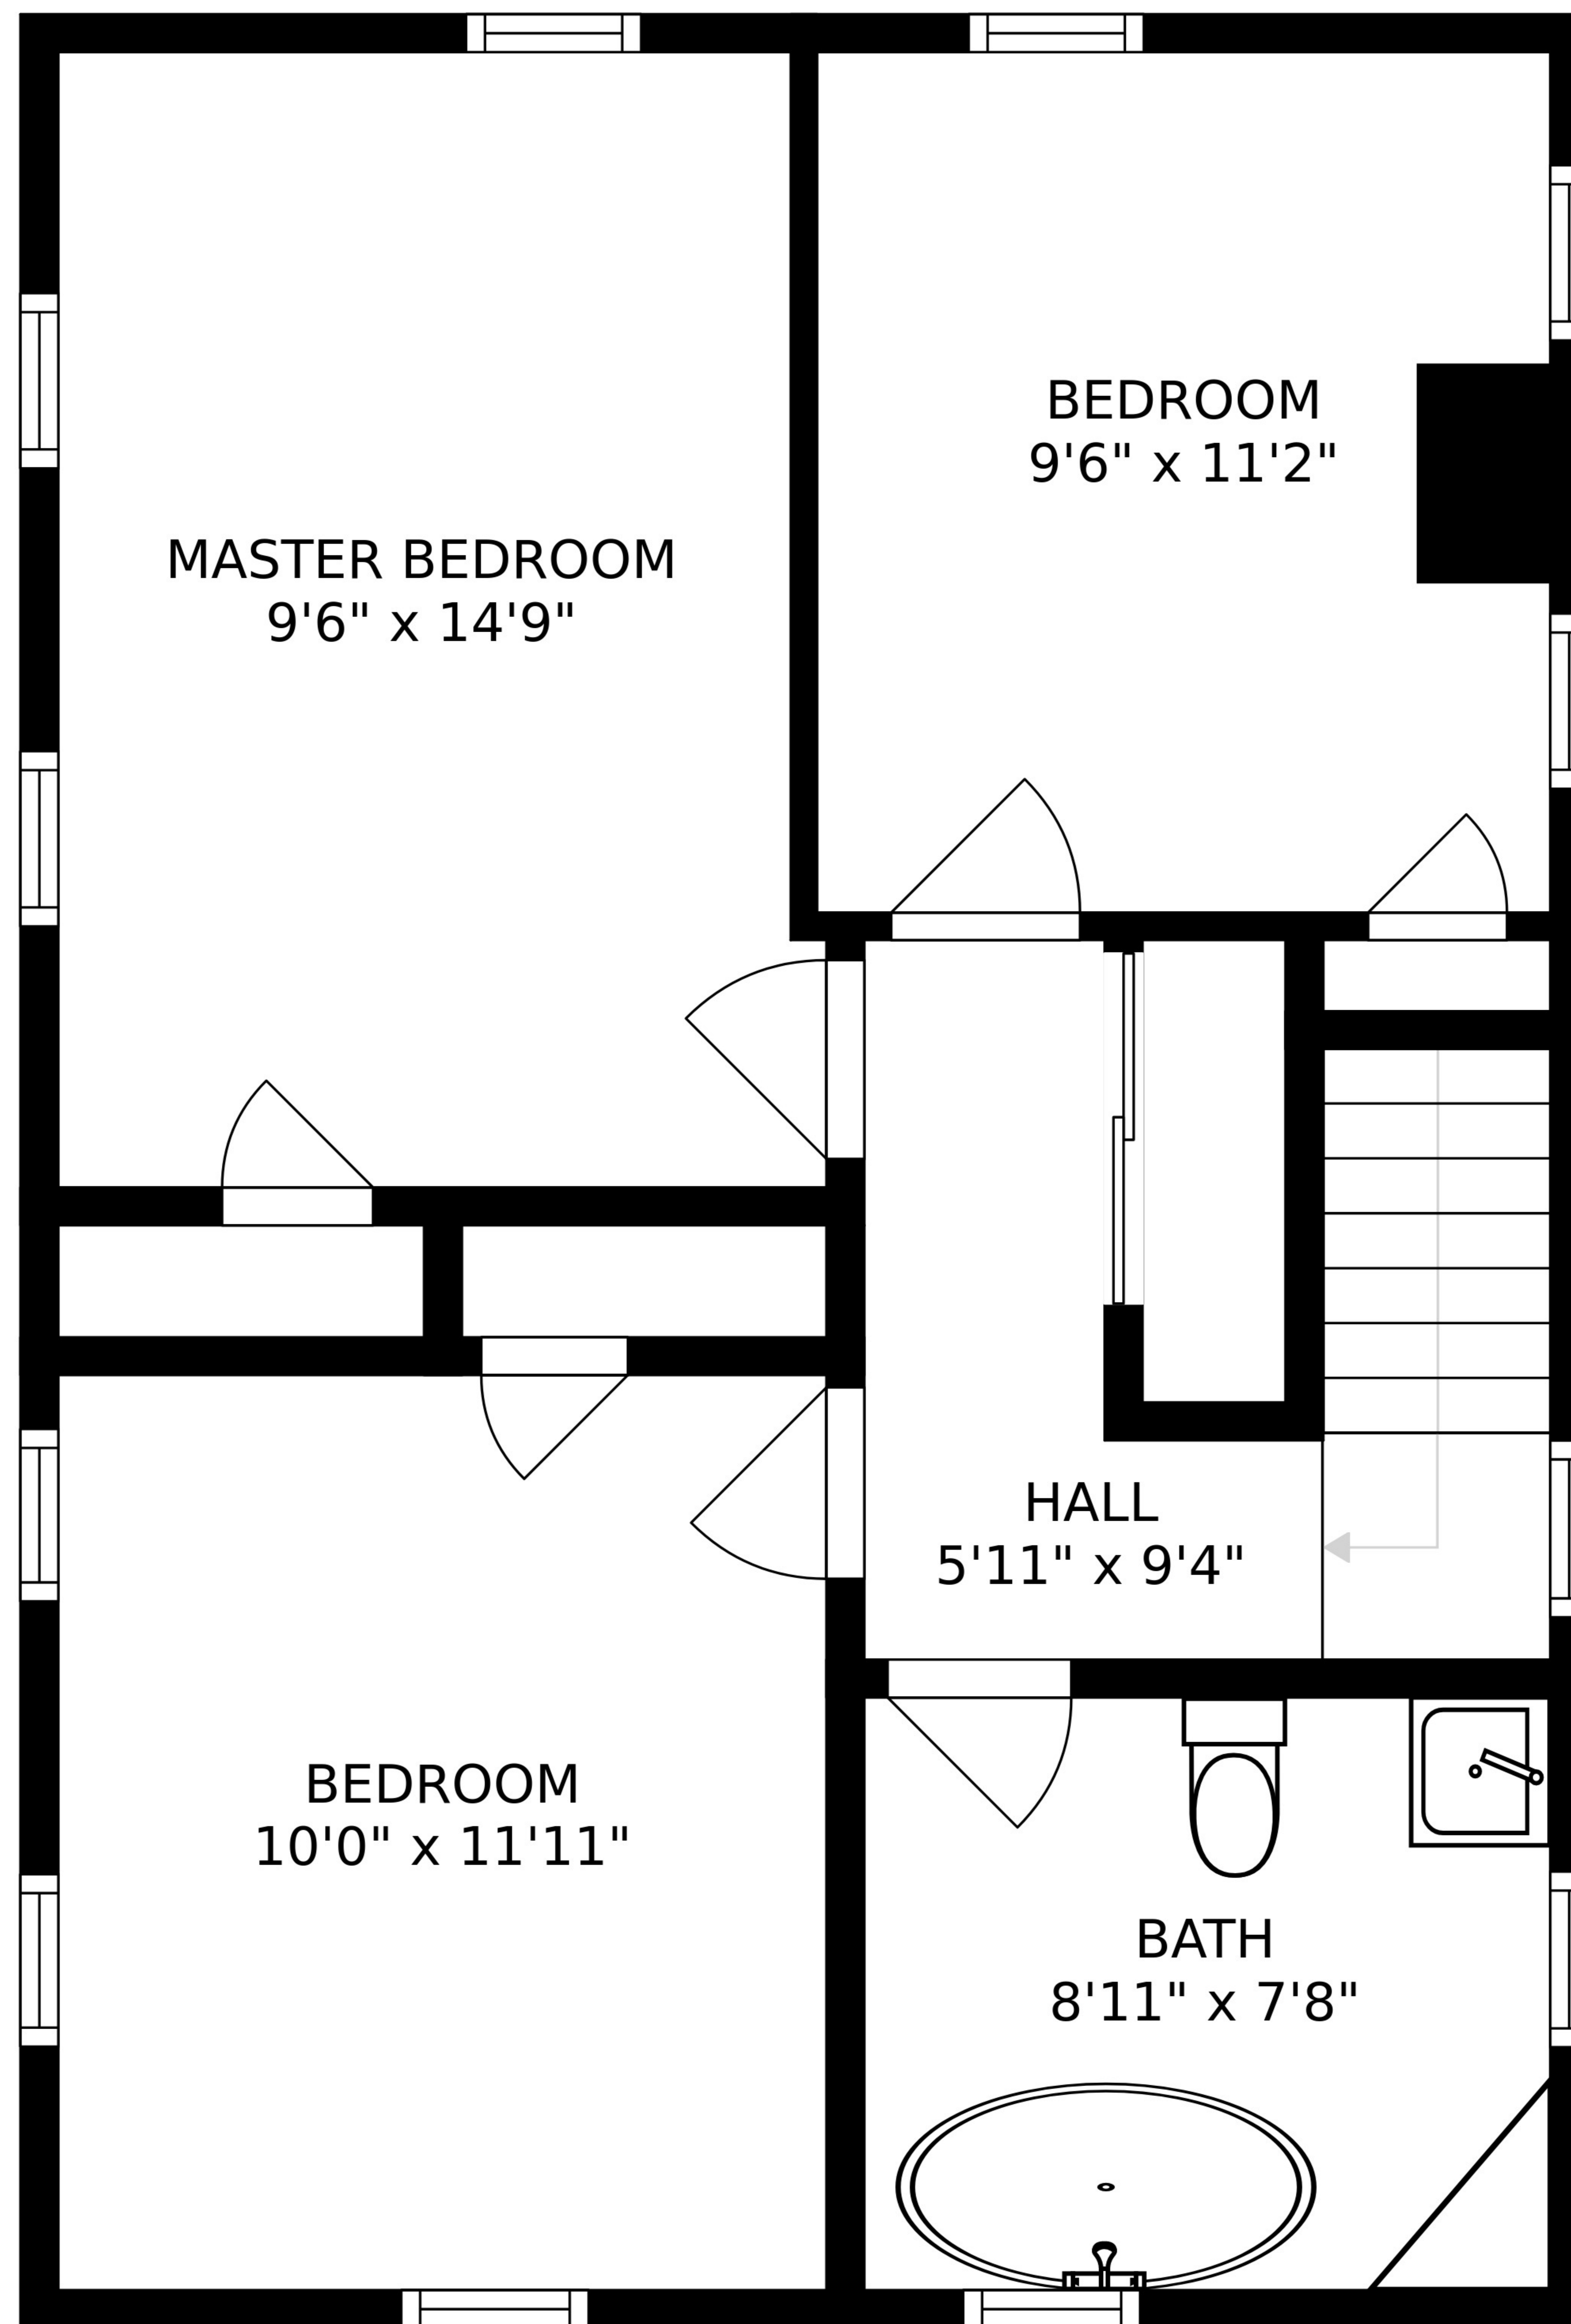 BEDROOM
9'6" x 11'2"
MASTER BEDROOM
9'6" x 14'9"
HALL
5'11" x 9'4"
BEDROOM
10'0" x 11'11"
BATH
8'11" x 7'8"